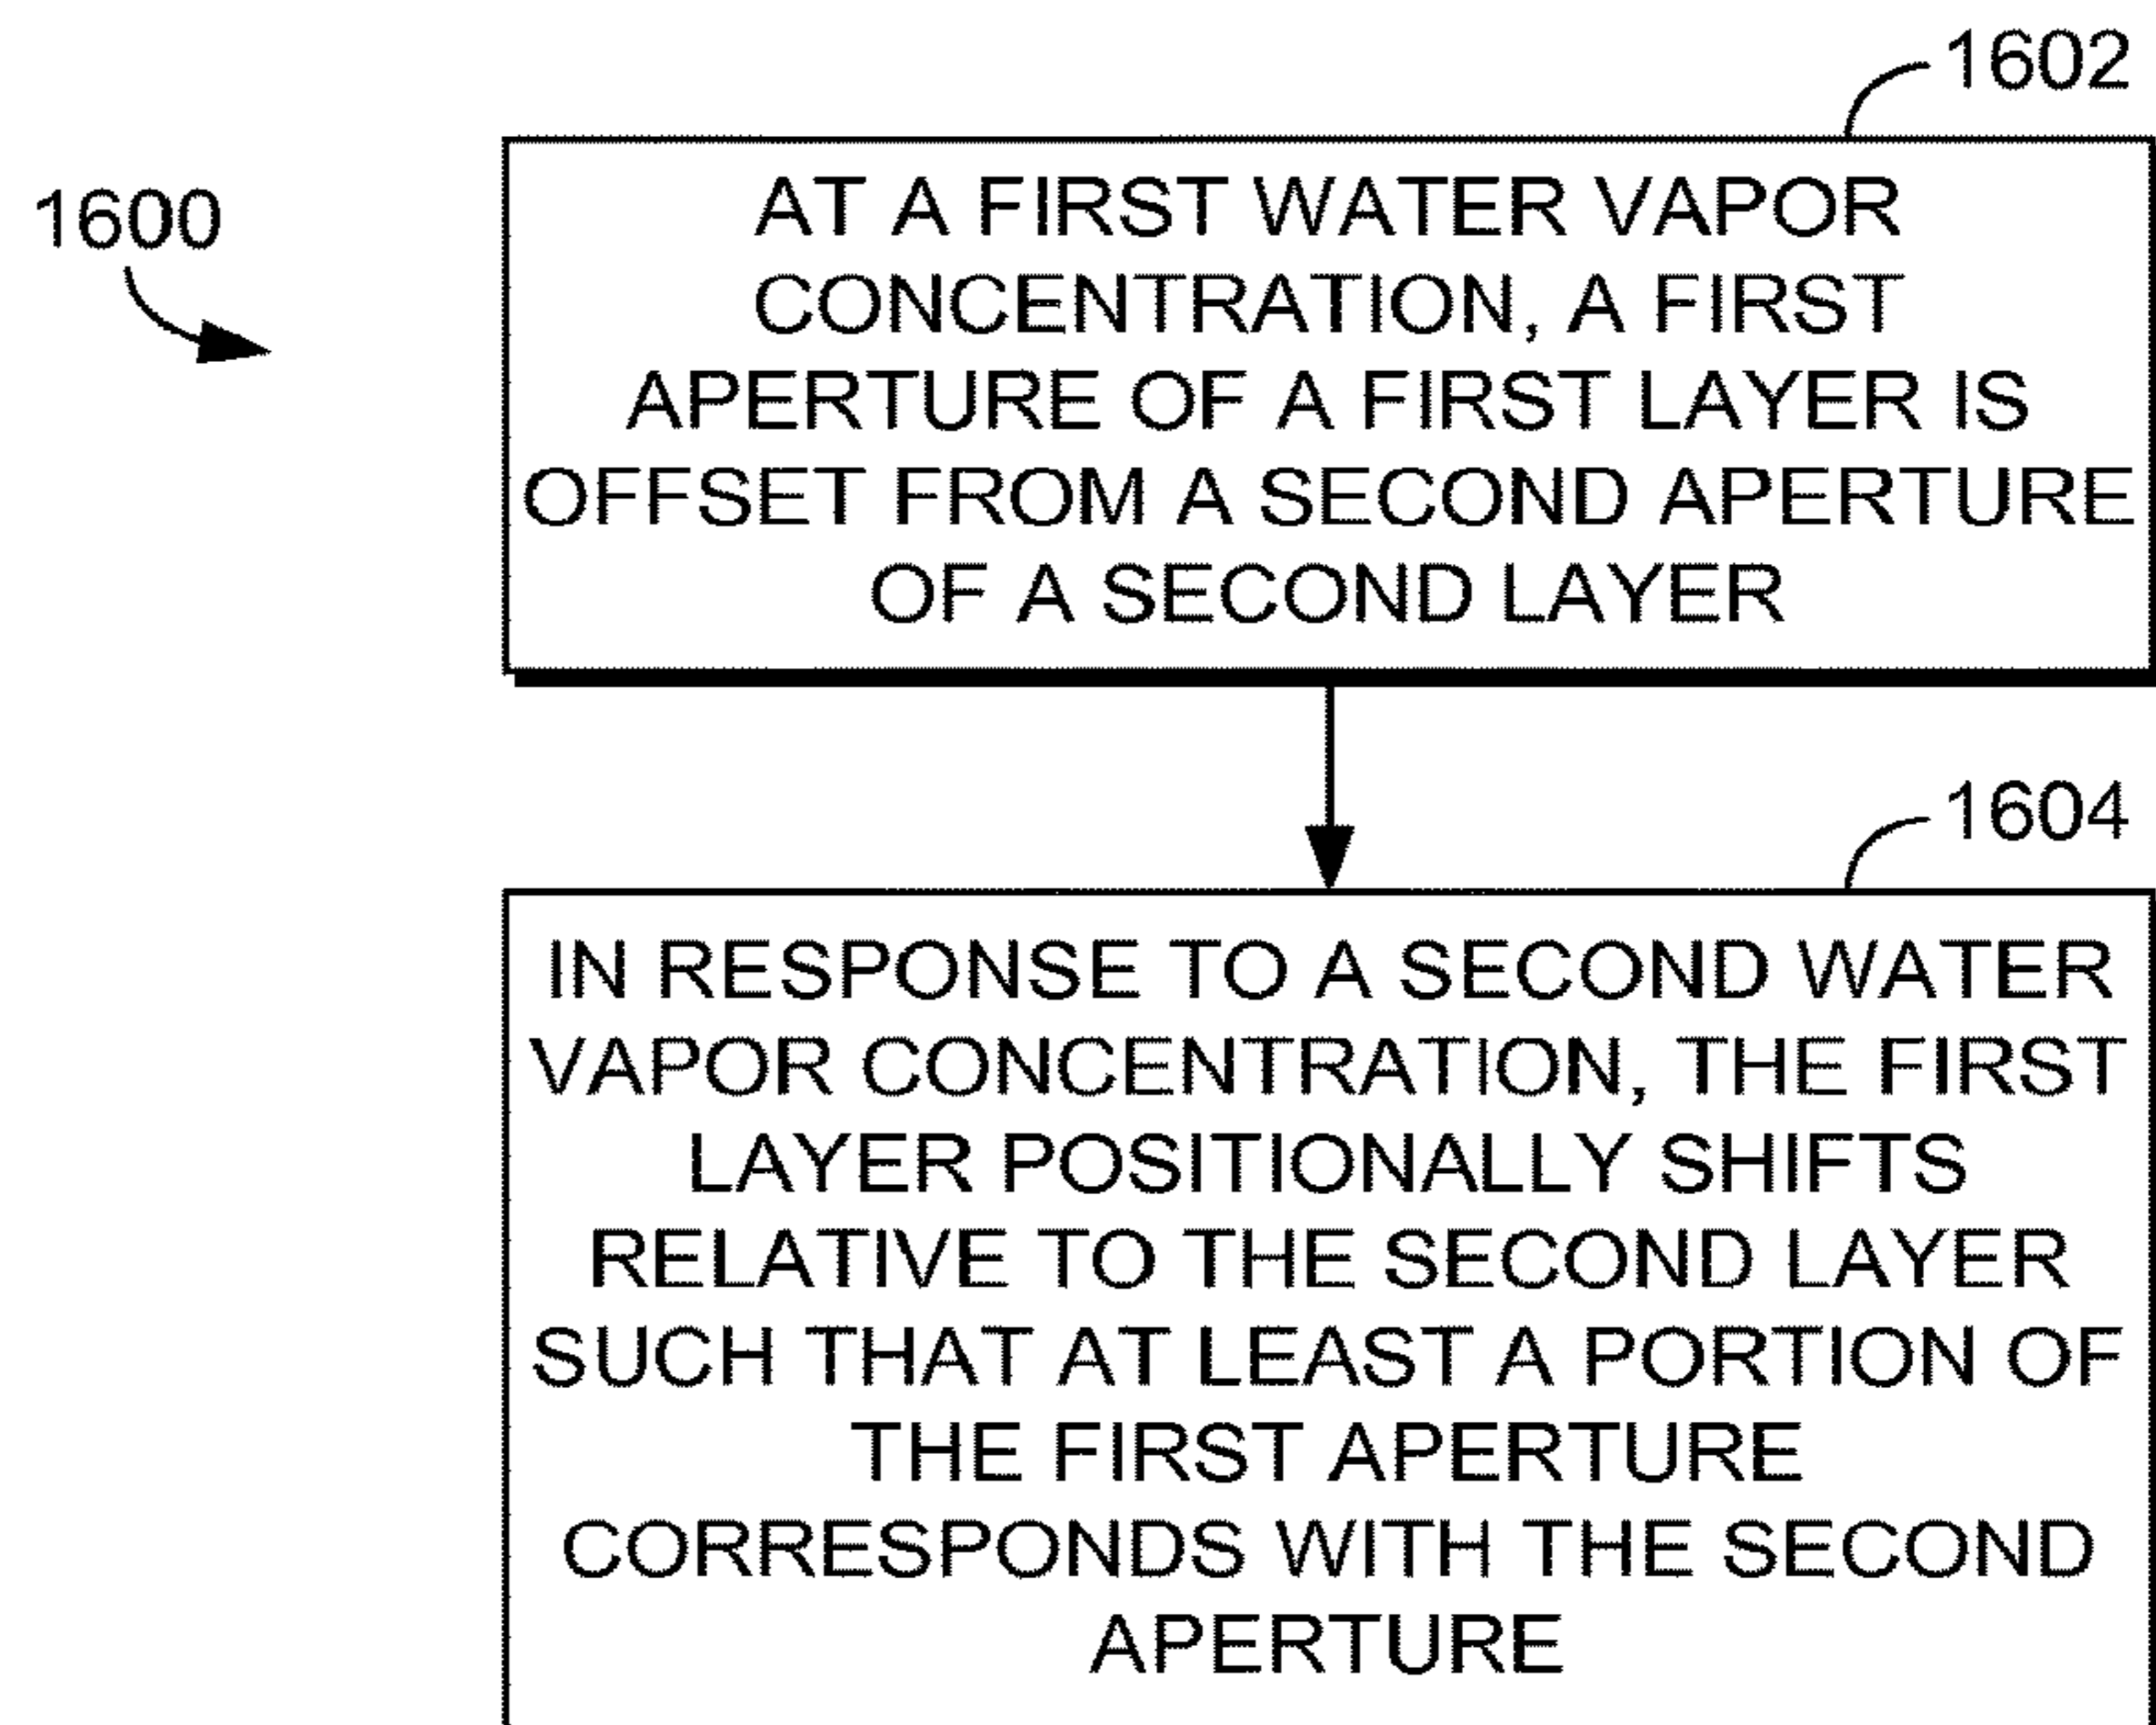 1600
1602
AT A FIRST WATER VAPOR
CONCENTRATION, A FIRST
APERTURE OF A FIRST LAYER IS
OFFSET FROM A SECOND APERTURE
OF A SECOND LAYER
1604
IN RESPONSE TO A SECOND WATER
VAPOR CONCENTRATION, THE FIRST
LAYER POSITIONALLY SHIFTS
RELATIVE TO THE SECOND LAYER
SUCH THAT AT LEAST A PORTION OF
THE FIRST APERTURE
CORRESPONDS WITH THE SECOND
APERTURE